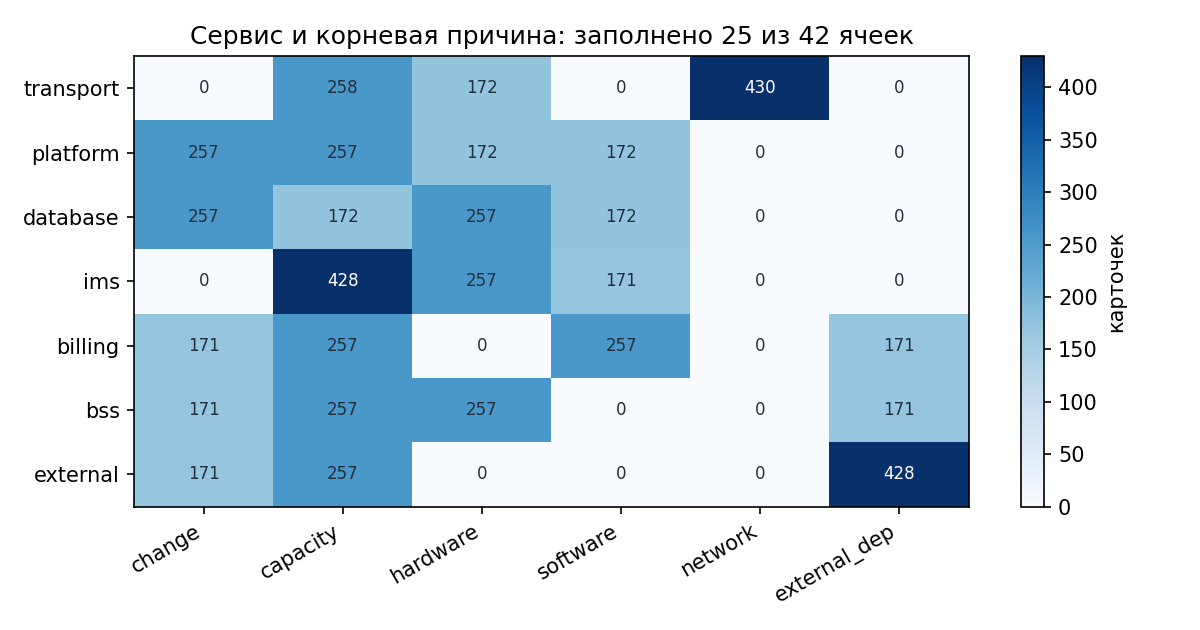 Сервис и корневая причина: заполнено 25 из 42 ячеек
transport 0 258 172 0 430 0
platform 257 257 172 172 0 0
database 257 172 257 172 0 0
ims 0 428 257 171 0 0
billing 171 257 0 257 0 171
bss 171 257 257 0 0 171
external 171 257 0 0 0 428
change capacity hardware software network external_dep
400
350
300
250
200
150
100
50
0
карточек